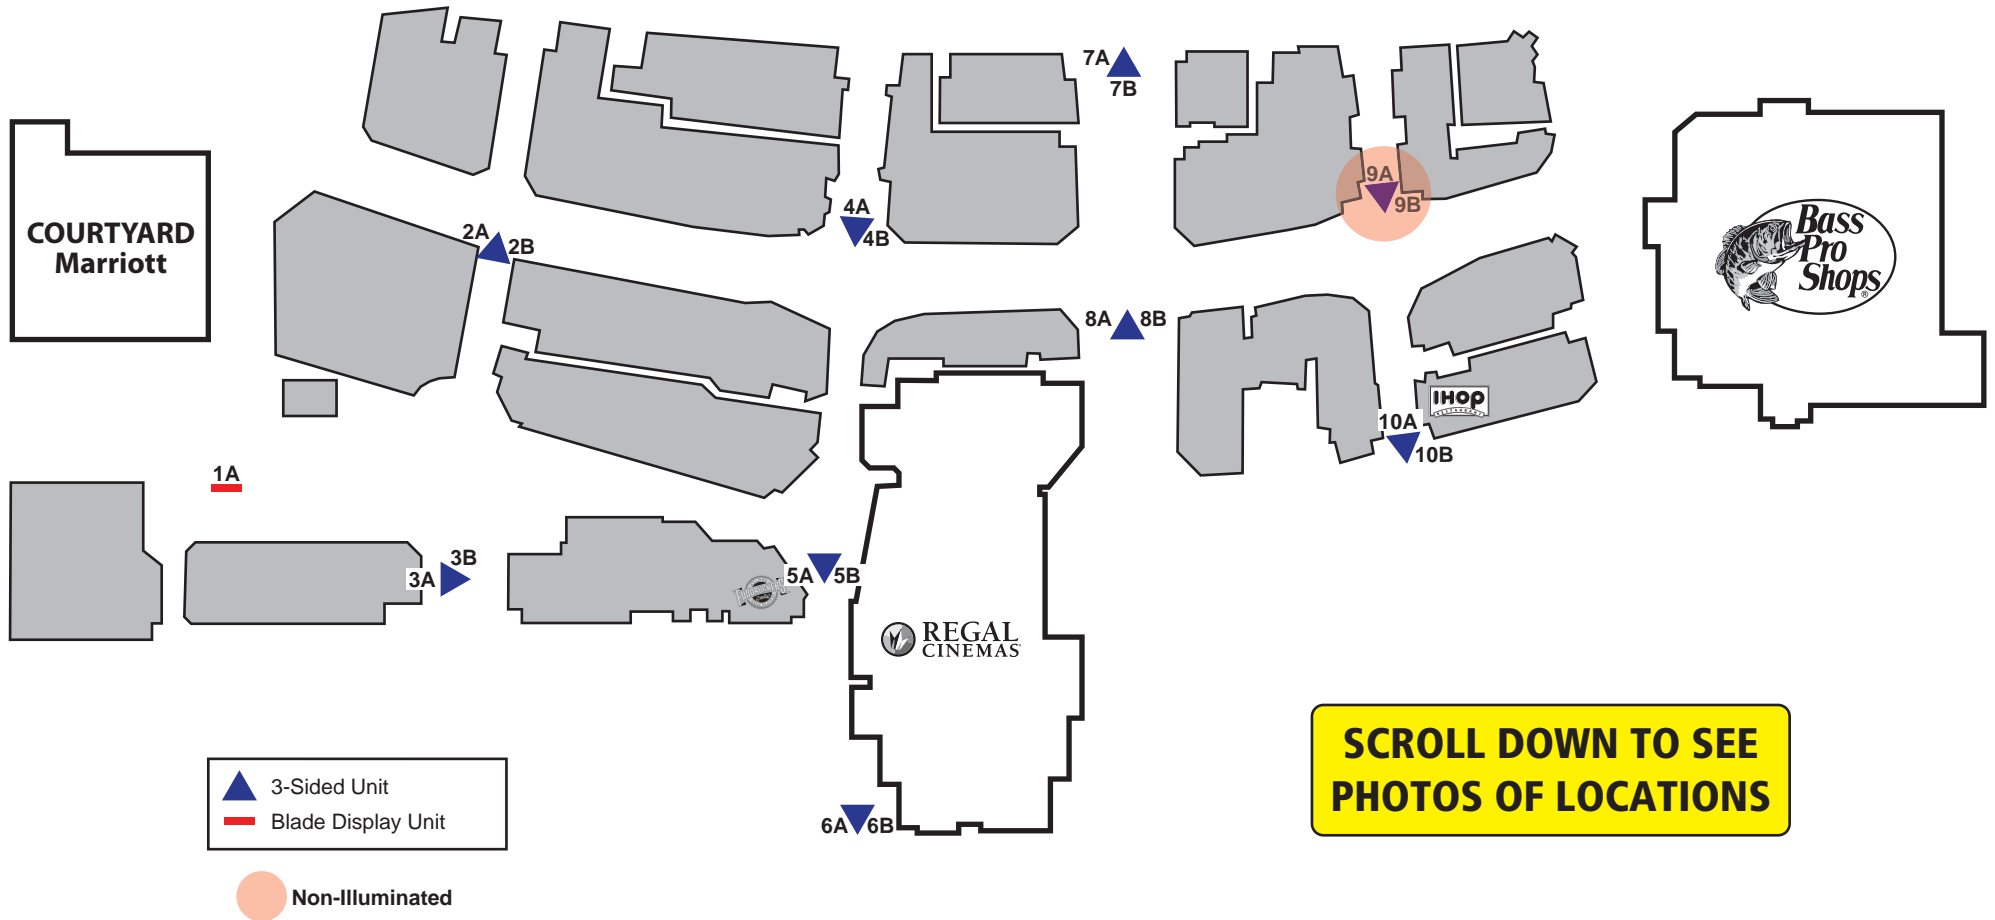 7A
7B
COURTYARD
Marriott
2A
2B
4A
4B
9A
9B
Bass
Pro
Shops
®
8A
8B
IHOP
RESTAURANT
10A
10B
1A
3A
3B
5A
5B
REGAL
CINEMAS
6A
6B
3-Sided Unit
Blade Display Unit
Non-Illuminated
SCROLL DOWN TO SEE
PHOTOS OF LOCATIONS